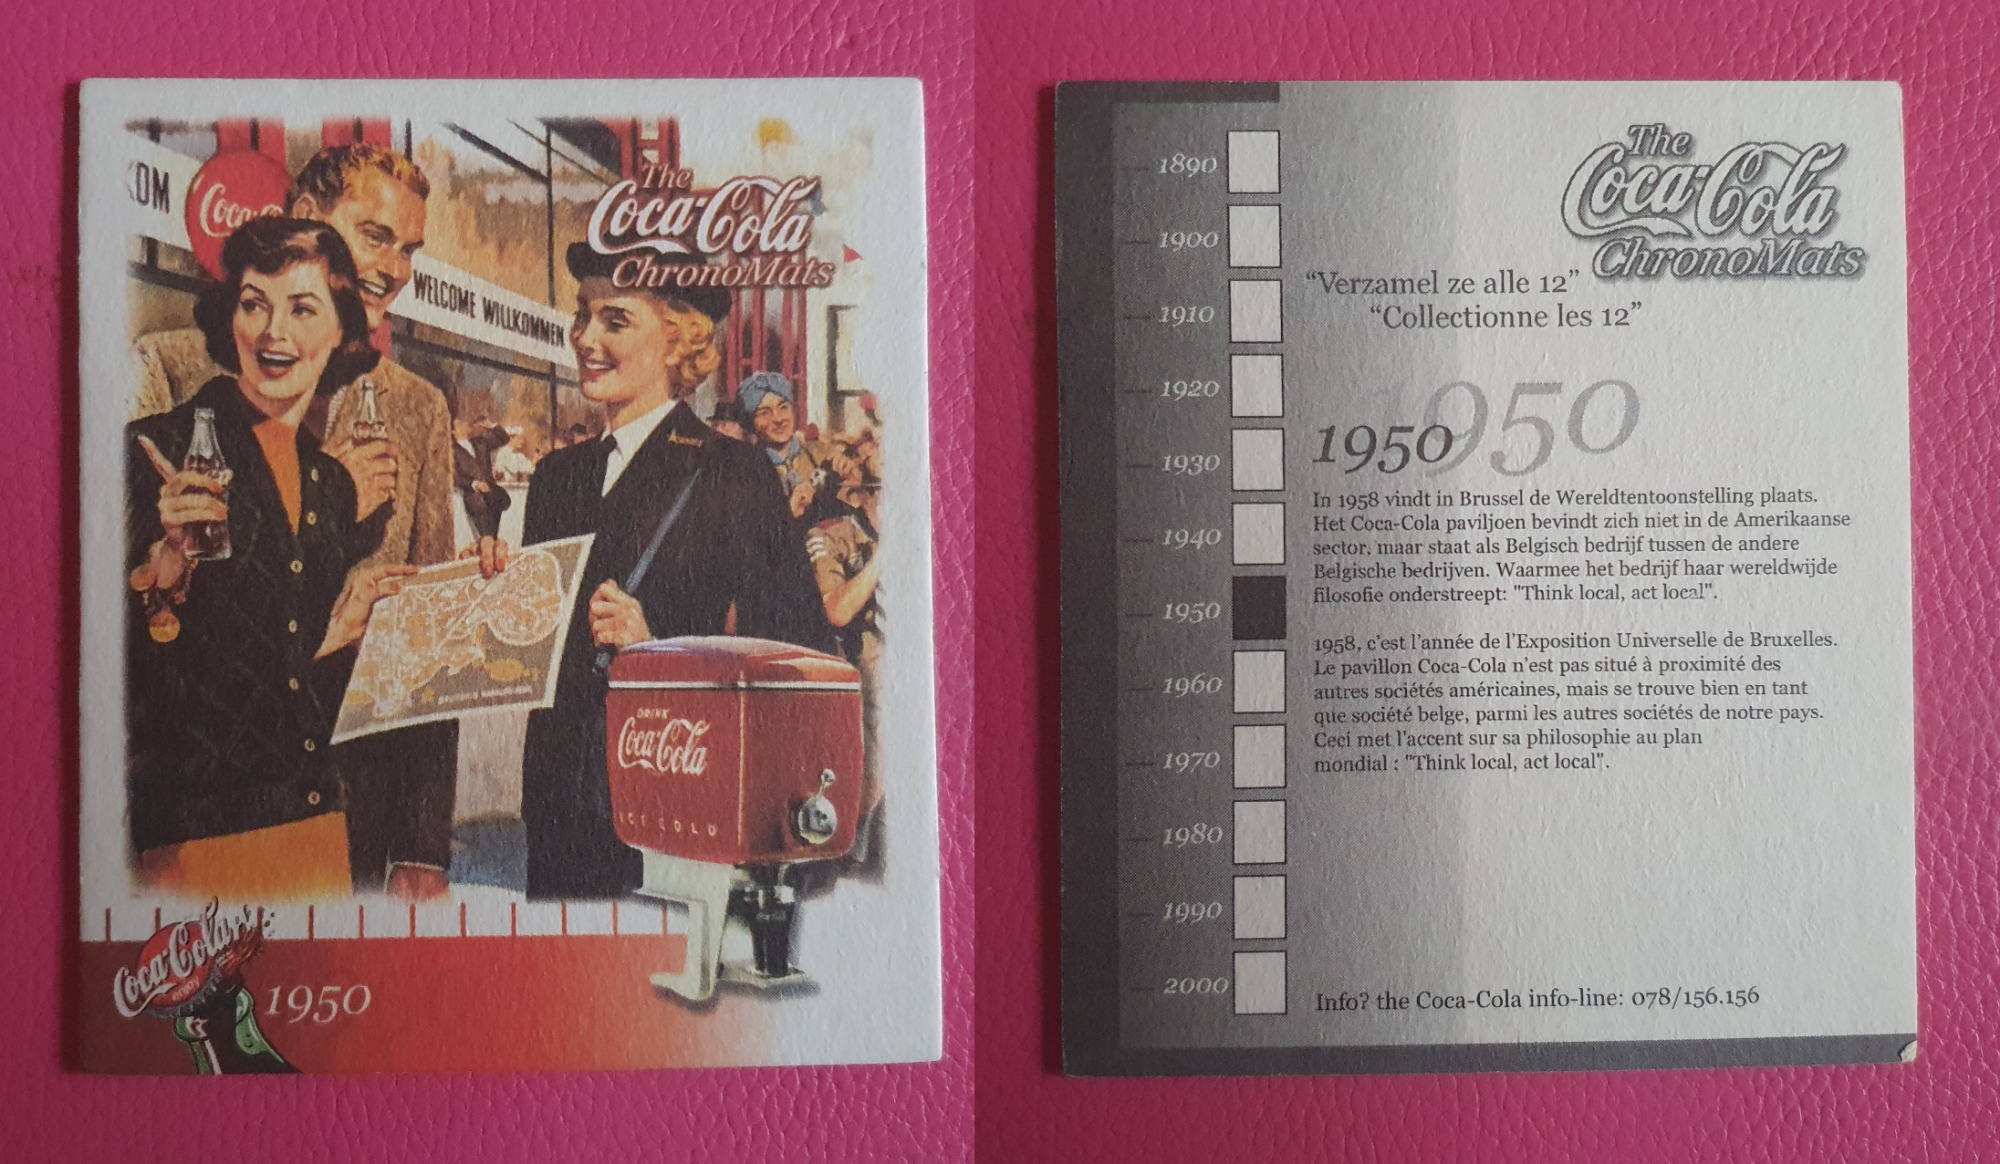 KOM
Coca-C
The
Coca-Cola
ChronoMats
WELCOME WILLKOMMEN
DRINK
Coca-Cola
ICE COLD
Coca-Cola
enjoy
1950
1890
1900
1910
1920
1930
1940
1950
1960
1970
1980
1990
2000
The
Coca-Cola
ChronoMats
“Verzamel ze alle 12”
“Collectionne les 12”
1950
950
In 1958 vindt in Brussel de Wereldtentoonstelling plaats.
Het Coca-Cola paviljoen bevindt zich niet in de Amerikaanse
sector, maar staat als Belgisch bedrijf tussen de andere
Belgische bedrijven. Waarmee het bedrijf haar wereldwijde
filosofie onderstreept: "Think local, act local".
1958, c’est l’année de l’Exposition Universelle de Bruxelles.
Le pavillon Coca-Cola n’est pas situé à proximité des
autres sociétés américaines, mais se trouve bien en tant
que société belge, parmi les autres sociétés de notre pays.
Ceci met l'accent sur sa philosophie au plan
mondial : "Think local, act local".
Info? the Coca-Cola info-line: 078/156.156